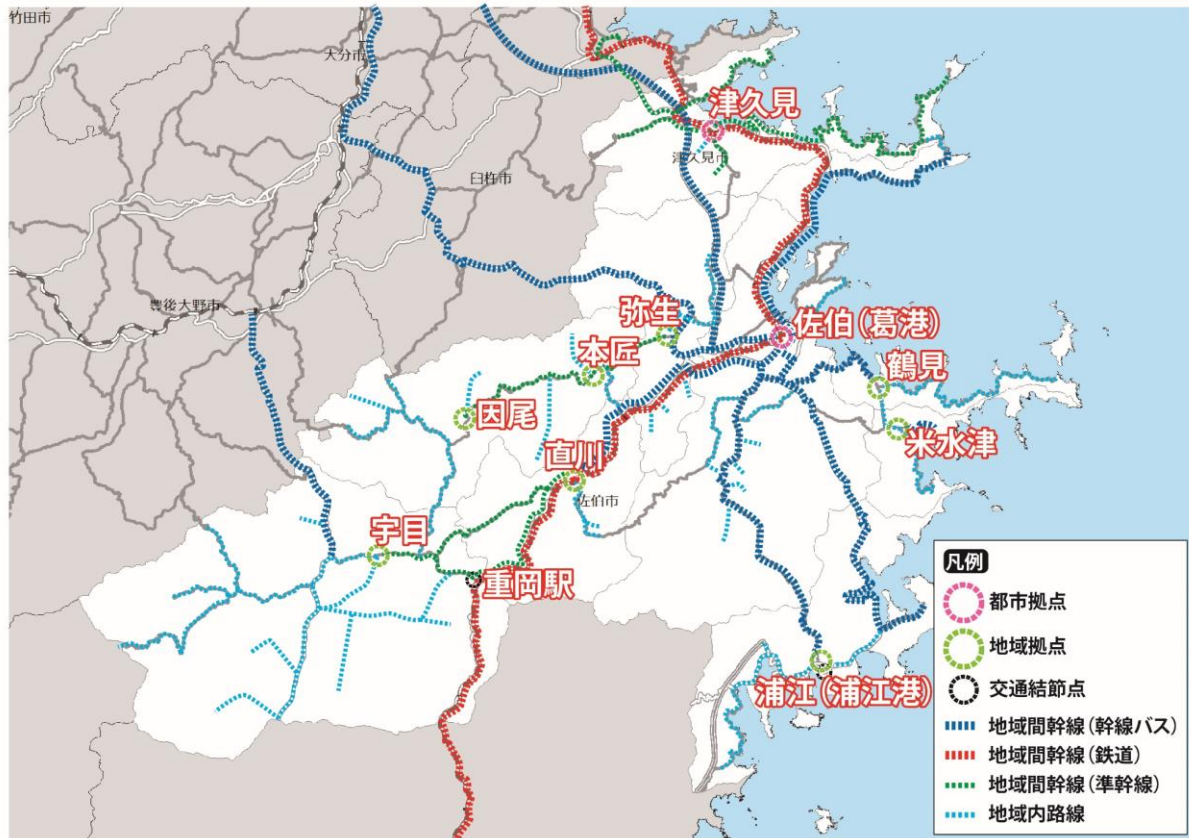 竹田市
大分市
津久見
津久見市
臼杵市
豊後大野市
弥生
佐伯(葛港)
本匠
鶴見
因尾
米水津
直川
佐伯市
宇目
重岡駅
浦江(浦江港)
凡例
都市拠点
地域拠点
交通結節点
地域間幹線(幹線バス)
地域間幹線(鉄道)
地域間幹線(準幹線)
地域内路線